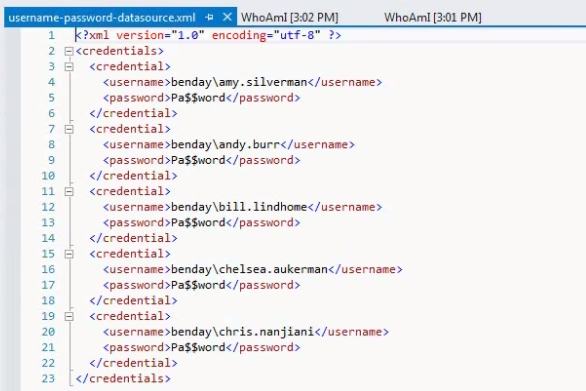 username-password-datasource.xml WhoAmI [3:02 PM] WhoAmI [3:01 PM]
1 <?xml version="1.0" encoding="utf-8" ?>
2 <credentials>
3 <credential>
4 <username>benday\amy.silverman</username>
5 <password>Pa$$word</password>
6 </credential>
7 <credential>
8 <username>benday\andy.burr</username>
9 <password>Pa$$word</password>
10 </credential>
11 <credential>
12 <username>benday\bill.lindhome</username>
13 <password>Pa$$word</password>
14 </credential>
15 <credential>
16 <username>benday\chelsea.aukerman</username>
17 <password>Pa$$word</password>
18 </credential>
19 <credential>
20 <username>benday\chris.nanjiani</username>
21 <password>Pa$$word</password>
22 </credential>
23 </credentials>